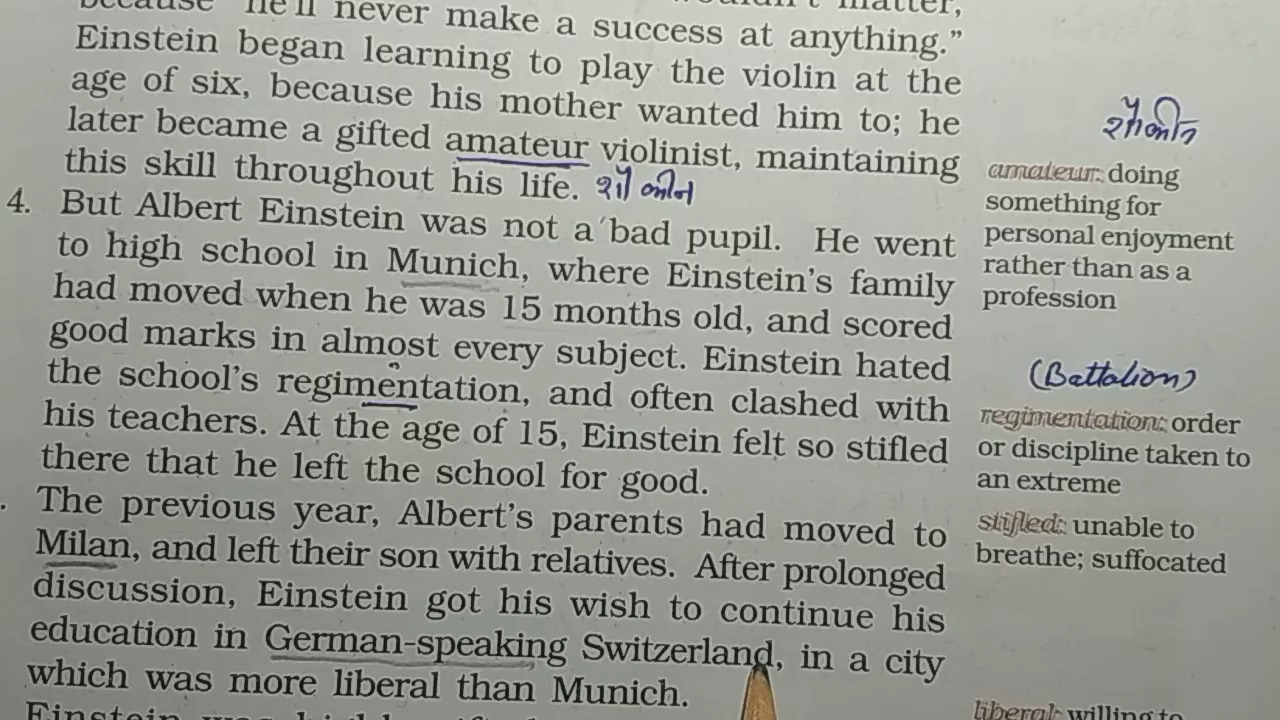 because "he'll never make a success at anything."
Einstein began learning to play the violin at the
age of six, because his mother wanted him to; he
later became a gifted amateur violinist, maintaining
this skill throughout his life. शौकीन
4. But Albert Einstein was not a bad pupil. He went
to high school in Munich, where Einstein's family
had moved when he was 15 months old, and scored
good marks in almost every subject. Einstein hated
the school's regimentation, and often clashed with
his teachers. At the age of 15, Einstein felt so stifled
there that he left the school for good.
The previous year, Albert's parents had moved to
Milan, and left their son with relatives. After prolonged
discussion, Einstein got his wish to continue his
education in German-speaking Switzerland, in a city
which was more liberal than Munich.
Einstein was
शौकीन
amateur: doing
something for
personal enjoyment
rather than as a
profession
(Battalion)
regimentation: order
or discipline taken to
an extreme
stifled: unable to
breathe; suffocated
liberal: willing to